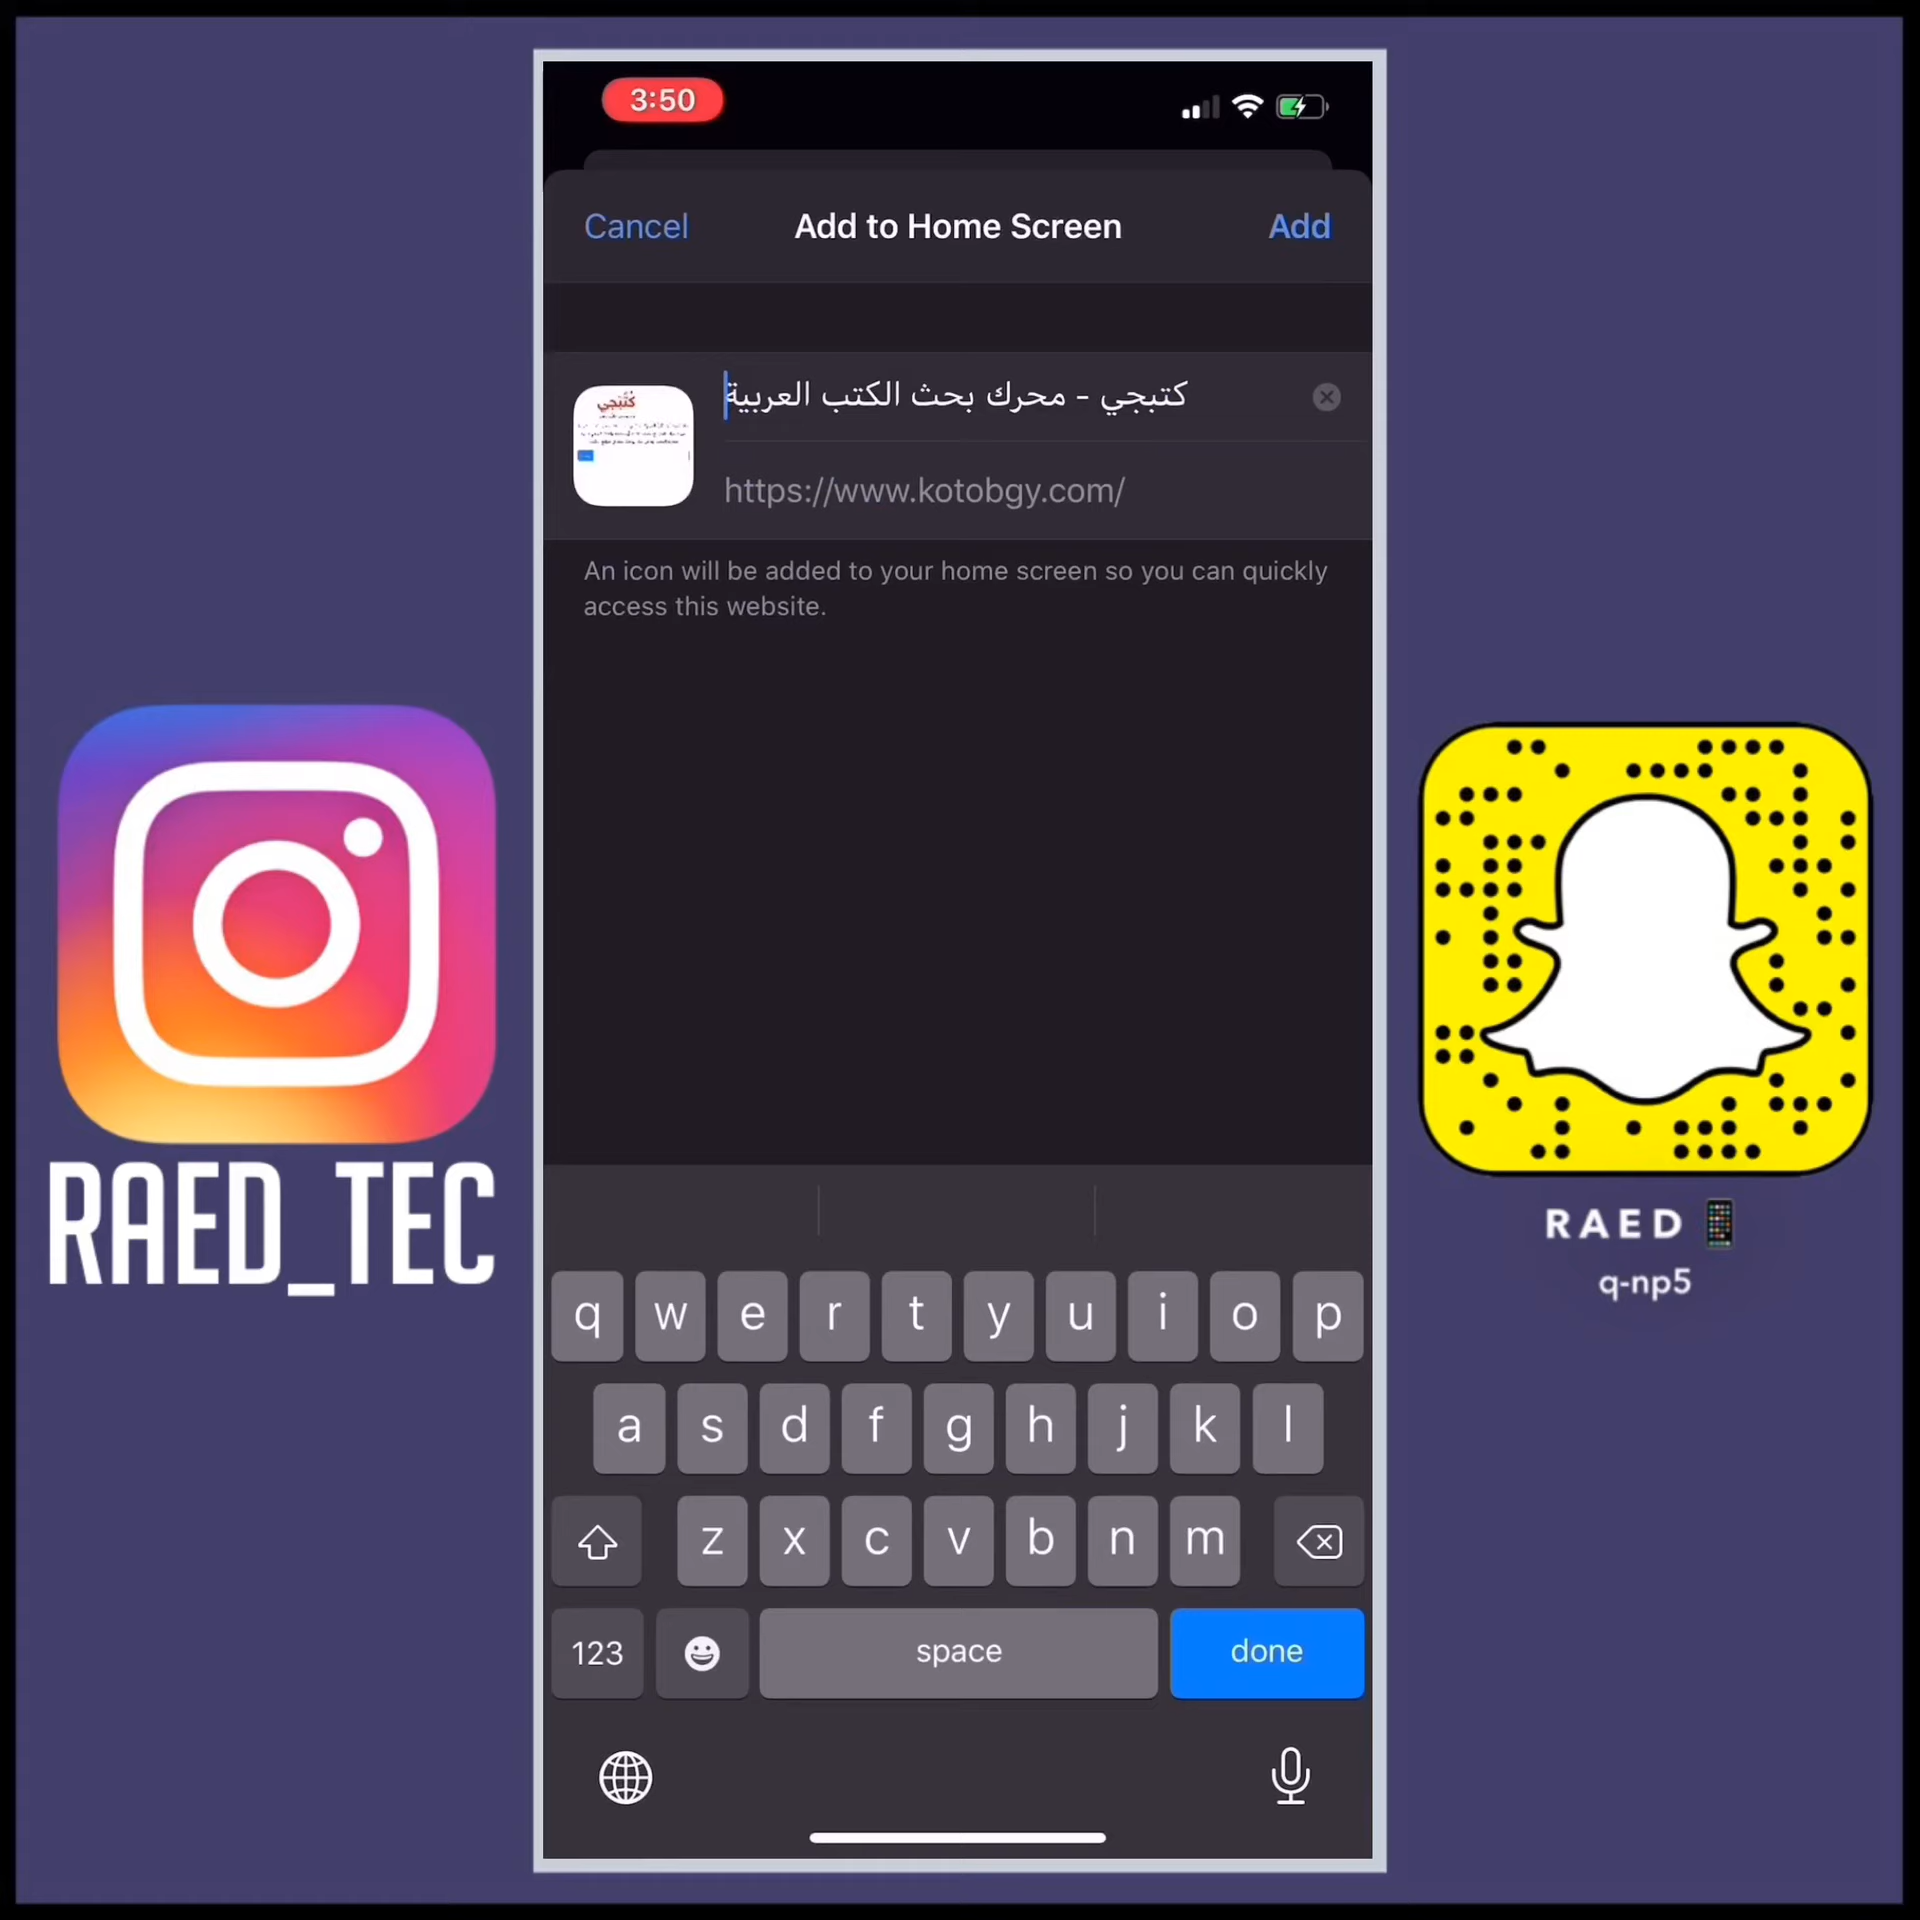 3:50
Cancel
Add to Home Screen
Add
كتبجي - محرك بحث الكتب العربية
كتبجي
https://www.kotobgy.com/
An icon will be added to your home screen so you can quickly
access this website.
RAED_TEC
RAED
q-np5
q w e r t y u i o p
a s d f g h j k l
z x c v b n m
123
space
done